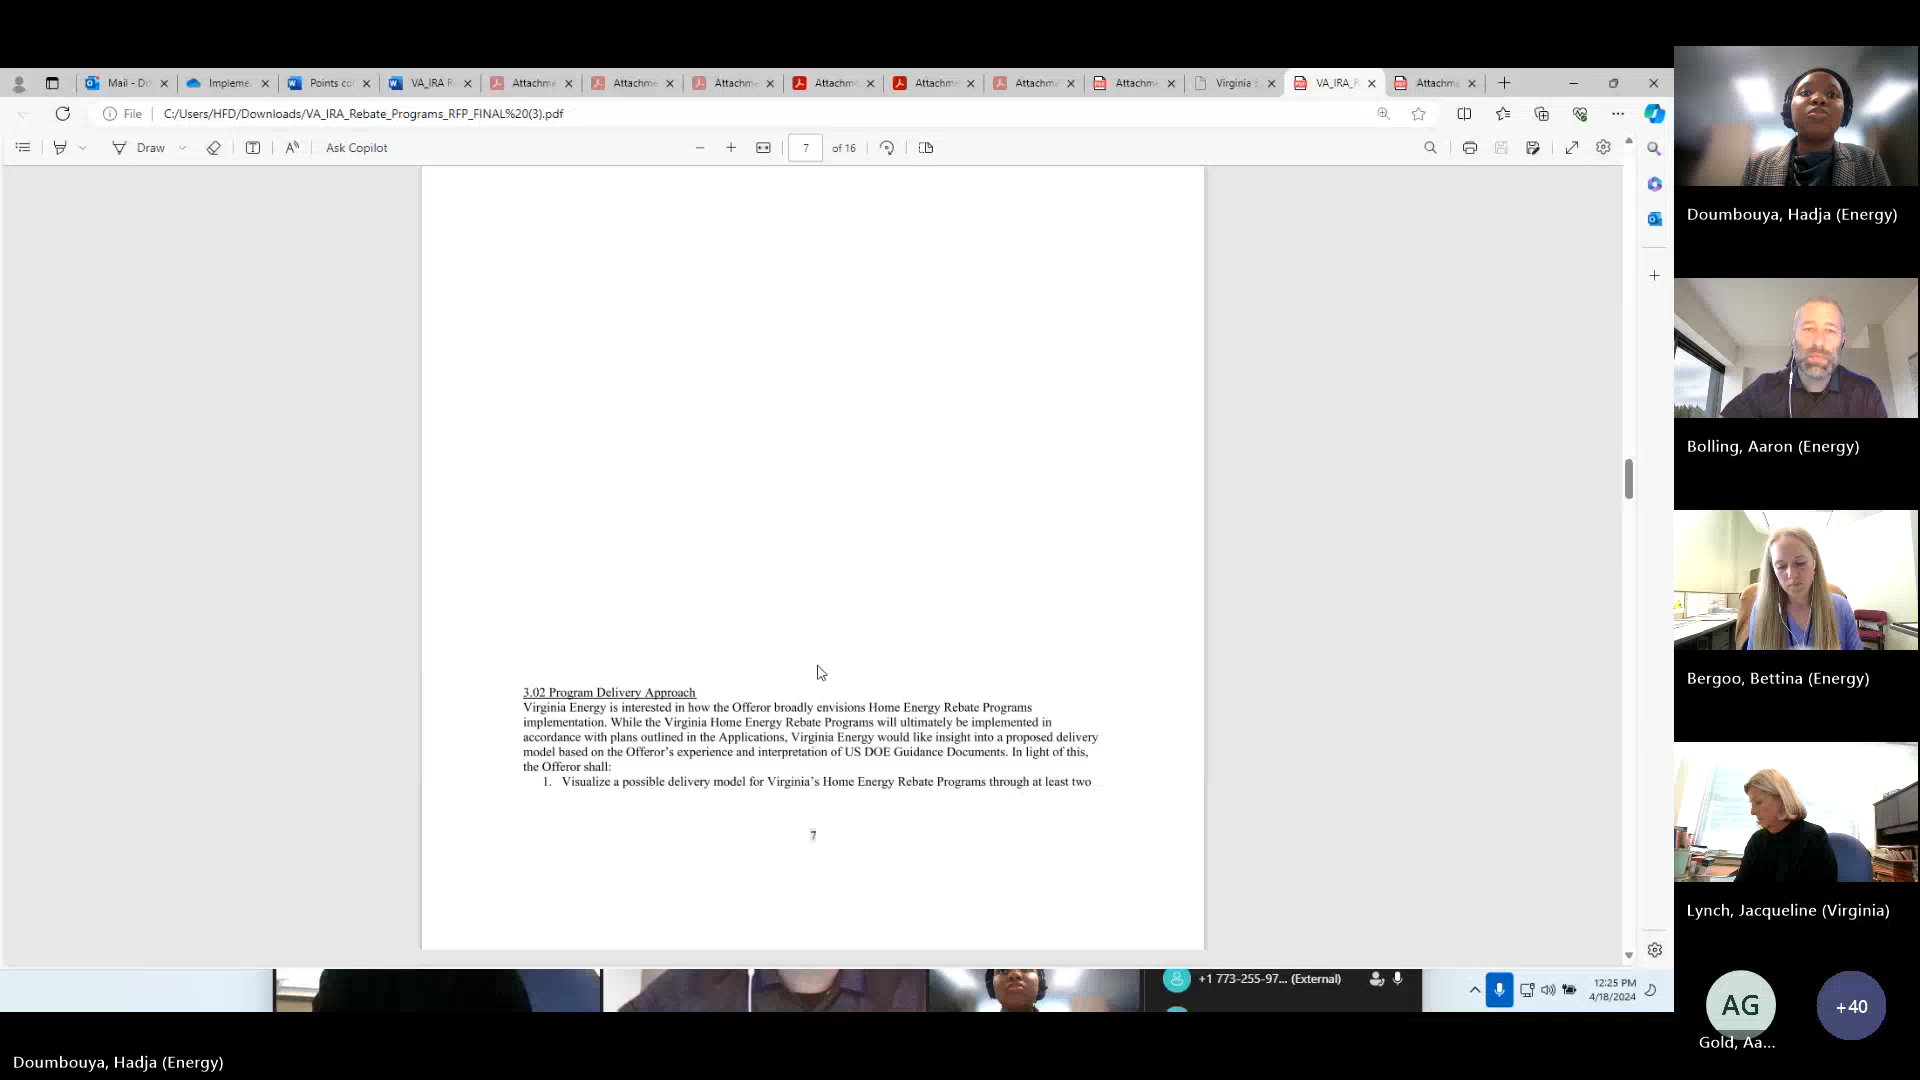 Mail - Do
Impleme
Points co
VA_IRA R
Attachme
Attachme
Attachme
Attachm
Attachme
Attachme
Attachme
Virginia E
VA_IRA_F
Attachme
File
C:/Users/HFD/Downloads/VA_IRA_Rebate_Programs_RFP_FINAL%20(3).pdf
Draw
Ask Copilot
7
of 16
3.02 Program Delivery Approach
Virginia Energy is interested in how the Offeror broadly envisions Home Energy Rebate Programs
implementation. While the Virginia Home Energy Rebate Programs will ultimately be implemented in
accordance with plans outlined in the Applications, Virginia Energy would like insight into a proposed delivery
model based on the Offeror's experience and interpretation of US DOE Guidance Documents. In light of this,
the Offeror shall:
1. Visualize a possible delivery model for Virginia's Home Energy Rebate Programs through at least two
7
+1 773-255-97... (External)
12:25 PM
4/18/2024
Doumbouya, Hadja (Energy)
Bolling, Aaron (Energy)
Bergoo, Bettina (Energy)
Lynch, Jacqueline (Virginia)
AG
+40
Gold, Aa...
Doumbouya, Hadja (Energy)